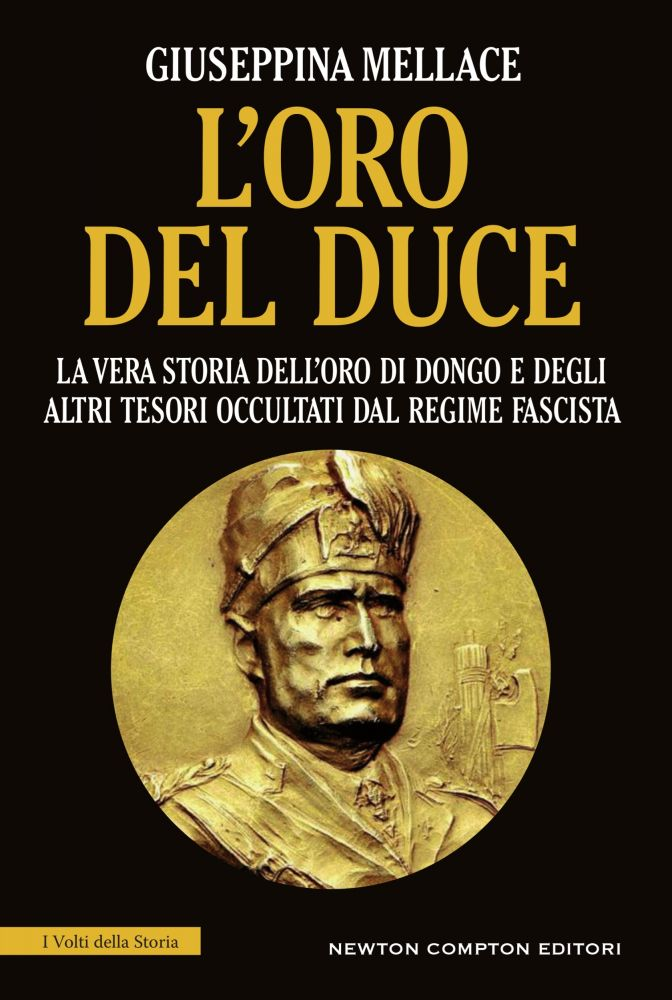 GIUSEPPINA MELLACE
L’ORO
DEL DUCE
LA VERA STORIA DELL’ORO DI DONGO E DEGLI
ALTRI TESORI OCCULTATI DAL REGIME FASCISTA
I Volti della Storia
NEWTON COMPTON EDITORI